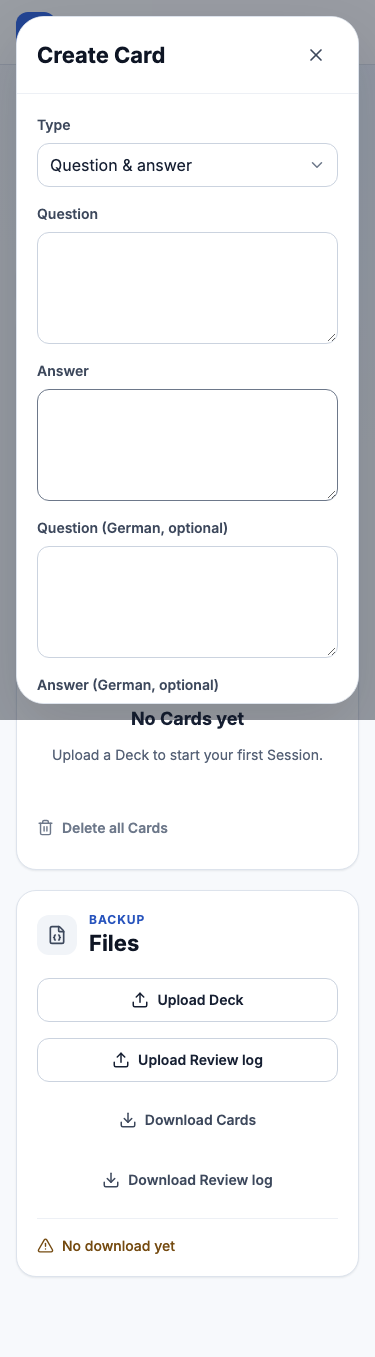 Create Card
Type
Question & answer
Question
Answer
Question (German, optional)
Answer (German, optional)
No Cards yet
Upload a Deck to start your first Session.
Delete all Cards
BACKUP
Files
Upload Deck
Upload Review log
Download Cards
Download Review log
No download yet